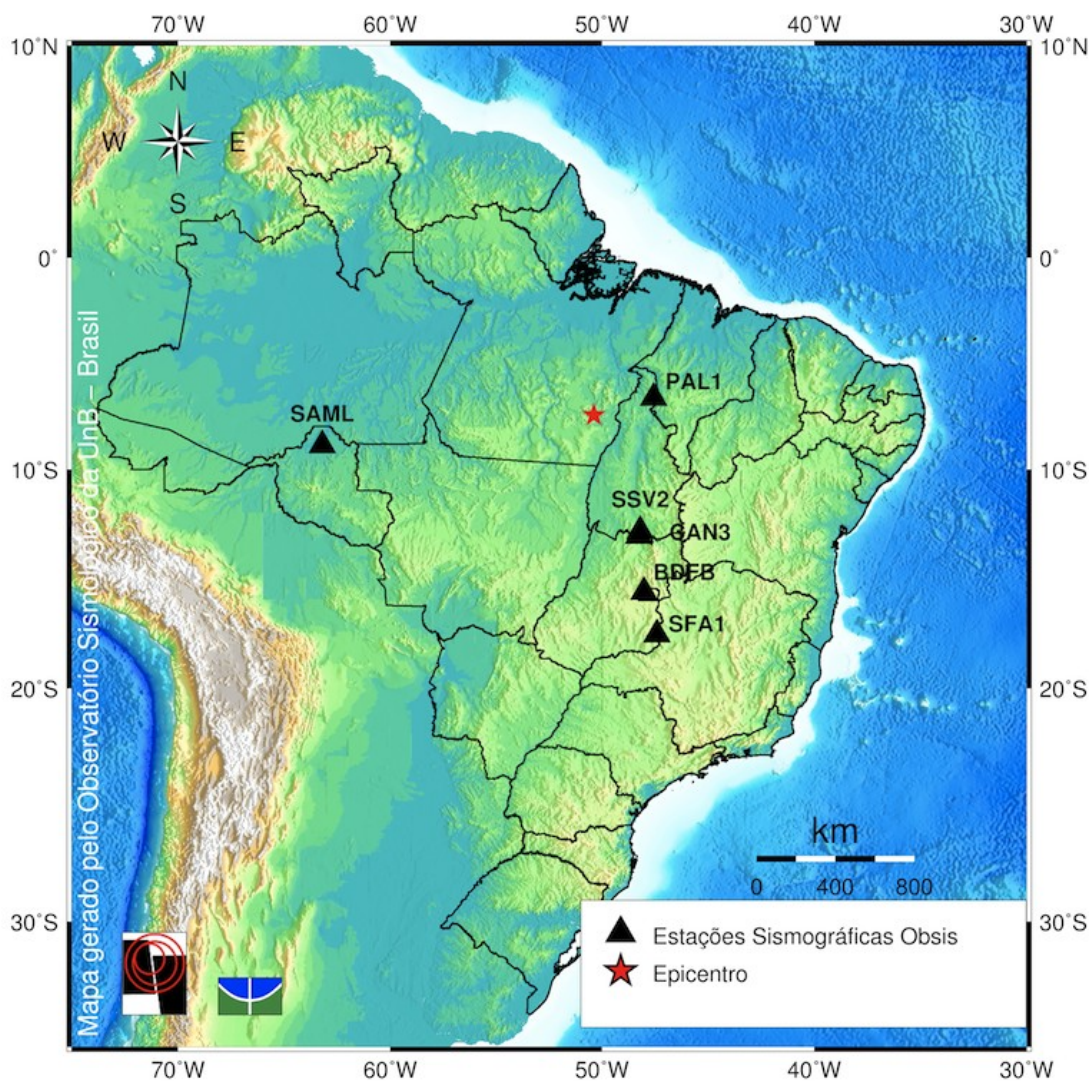 70°W 60°W 50°W 40°W 30°W
10°N 10°N
N
W E
S
0° 0°
PAL1
SAML
10°S 10°S
SSV2
GAN3
BDFB
SFA1
20°S 20°S
km
0 400 800
30°S 30°S
Estações Sismográficas Obsis
Epicentro
Mapa gerado pelo Observatório Sismológico da UnB – Brasil
70°W 60°W 50°W 40°W 30°W